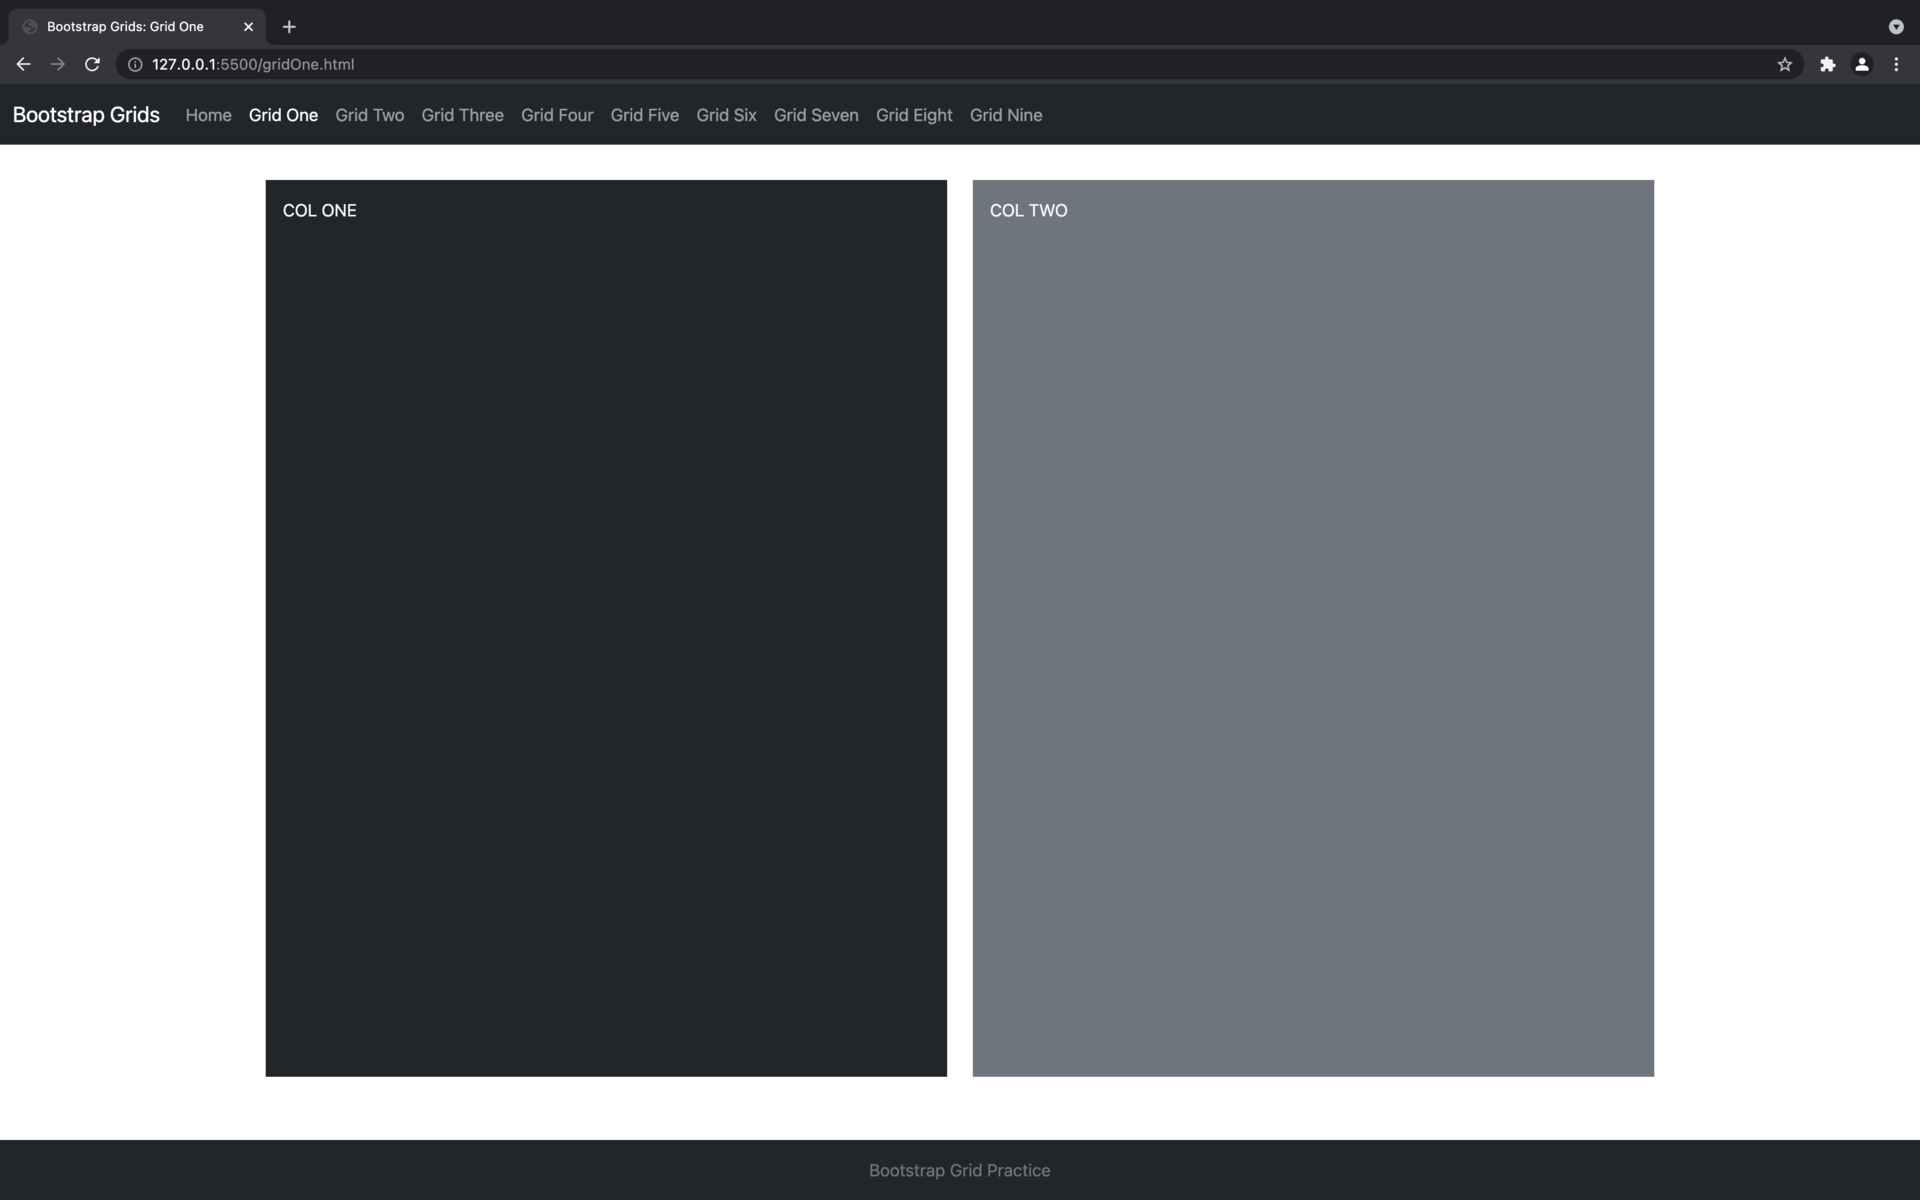 Bootstrap Grids: Grid One
127.0.0.1:5500/gridOne.html
Bootstrap Grids Home Grid One Grid Two Grid Three Grid Four Grid Five Grid Six Grid Seven Grid Eight Grid Nine
COL ONE
COL TWO
Bootstrap Grid Practice